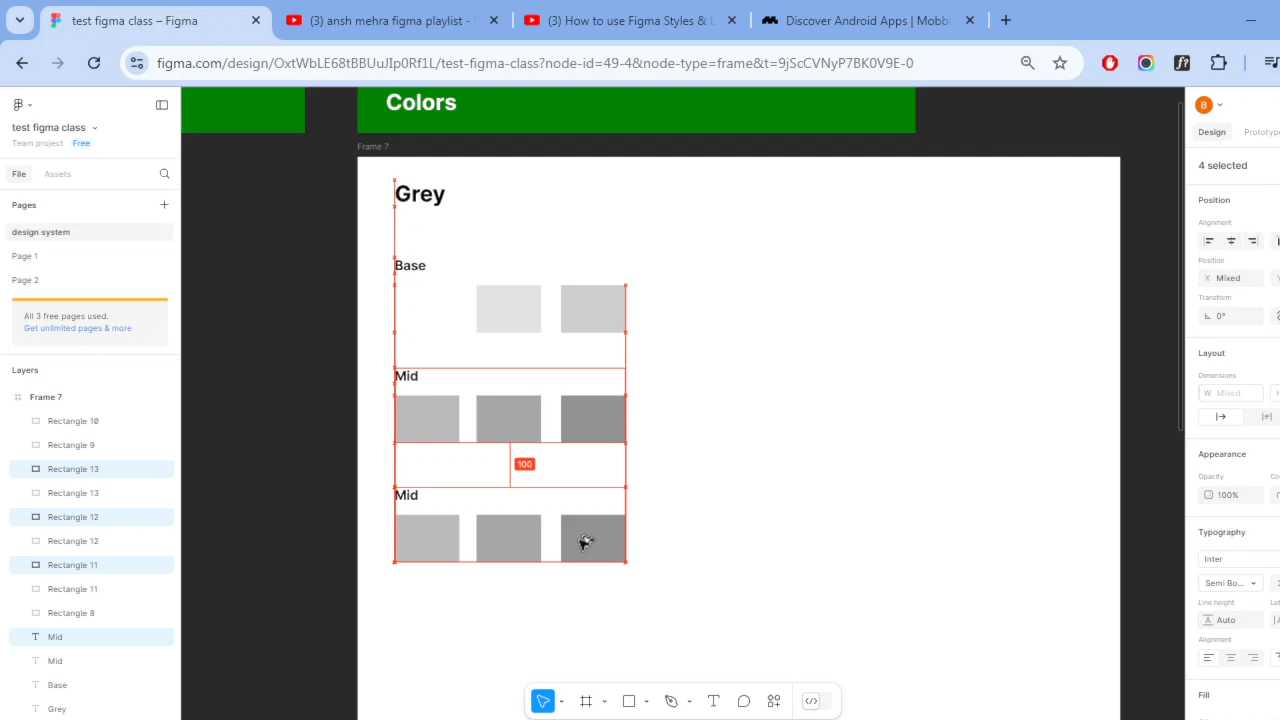 test figma class – Figma
(3) ansh mehra figma playlist -
(3) How to use Figma Styles &
Discover Android Apps | Mobbi
figma.com/design/OxtWbLE68tBBUuJIp0Rf1L/test-figma-class?node-id=49-4&node-type=frame&t=9jScCVNyP7BK0V9E-0
f?
test figma class
Team project
Free
File
Assets
Pages
design system
Page 1
Page 2
All 3 free pages used.
Get unlimited pages & more
Layers
Frame 7
Rectangle 10
Rectangle 9
Rectangle 13
Rectangle 13
Rectangle 12
Rectangle 12
Rectangle 11
Rectangle 11
Rectangle 8
Mid
Mid
Base
Grey
Colors
Frame 7
Grey
Base
Mid
100
Mid
B
Design
Prototype
4 selected
Position
Alignment
Position
X Mixed
Transform
0°
Layout
Dimensions
W Mixed
Appearance
Opacity
100%
Typography
Inter
Semi Bo...
Line height
Auto
Alignment
Fill